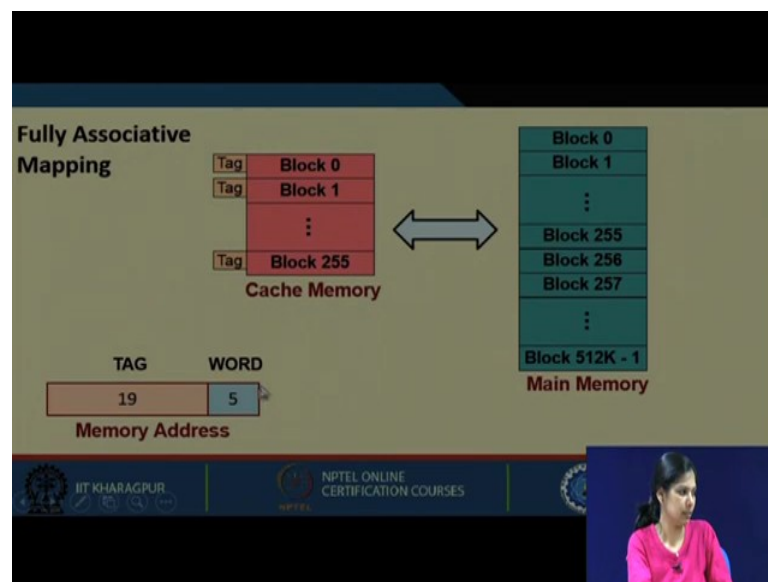 Fully Associative
Mapping
Tag Block 0
Tag Block 1
⋮
Tag Block 255
Cache Memory
Block 0
Block 1
⋮
Block 255
Block 256
Block 257
⋮
Block 512K - 1
Main Memory
TAG WORD
19 5
Memory Address
IIT KHARAGPUR
NPTEL
NPTEL ONLINE
CERTIFICATION COURSES